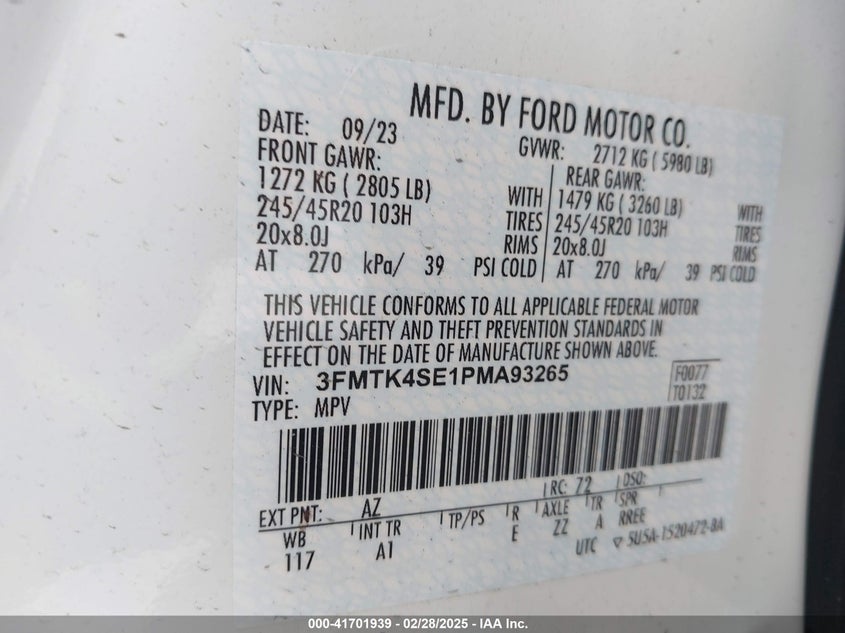 MFD. BY FORD MOTOR CO.
DATE: 09/23 GVWR: 2712 KG ( 5980 LB)
FRONT GAWR: REAR GAWR:
1272 KG ( 2805 LB) WITH 1479 KG ( 3260 LB) WITH
245/45R20 103H TIRES 245/45R20 103H TIRES
20x8.0J RIMS 20x8.0J RIMS
AT 270 kPa/ 39 PSI COLD AT 270 kPa/ 39 PSI COLD
THIS VEHICLE CONFORMS TO ALL APPLICABLE FEDERAL MOTOR
VEHICLE SAFETY AND THEFT PREVENTION STANDARDS IN
EFFECT ON THE DATE OF MANUFACTURE SHOWN ABOVE.
VIN: 3FMTK4SE1PMA93265 F0077
TYPE: MPV T0132
EXT PNT: AZ RC: 72 DSO:
WB INT TR TP/PS R AXLE TR SPR
117 A1 E ZZ A RREE
UTC 5U5A-1520472-BA
000-41701939 - 02/28/2025 - IAA Inc.